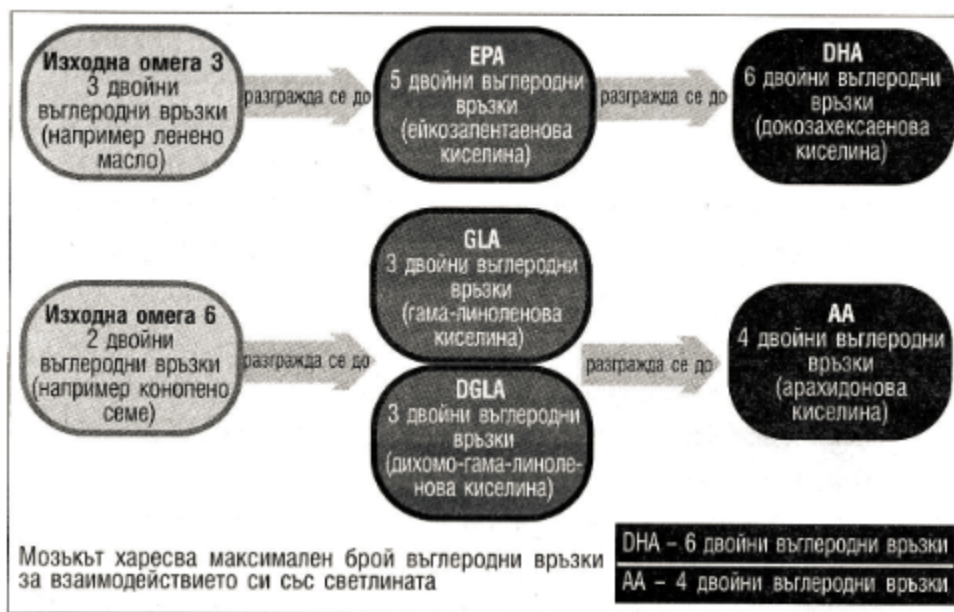 Изходна омега 3
3 двойни
въглеродни връзки
(например ленено
масло)
разгражда се до
EPA
5 двойни въглеродни
връзки
(ейкозапентаенова
киселина)
разгражда се до
DHA
6 двойни въглеродни
връзки
(докозахексаенова
киселина)
Изходна омега 6
2 двойни
въглеродни връзки
(например конопено
семе)
разгражда се до
GLA
3 двойни въглеродни
връзки
(гама-линоленова
киселина)
DGLA
3 двойни въглеродни
връзки
(дихомо-гама-линоле-
нова киселина)
разгражда се до
AA
4 двойни въглеродни
връзки
(арахидонова
киселина)
Мозъкът харесва максимален брой въглеродни връзки
за взаимодействието си със светлината
DHA – 6 двойни въглеродни връзки
AA – 4 двойни въглеродни връзки